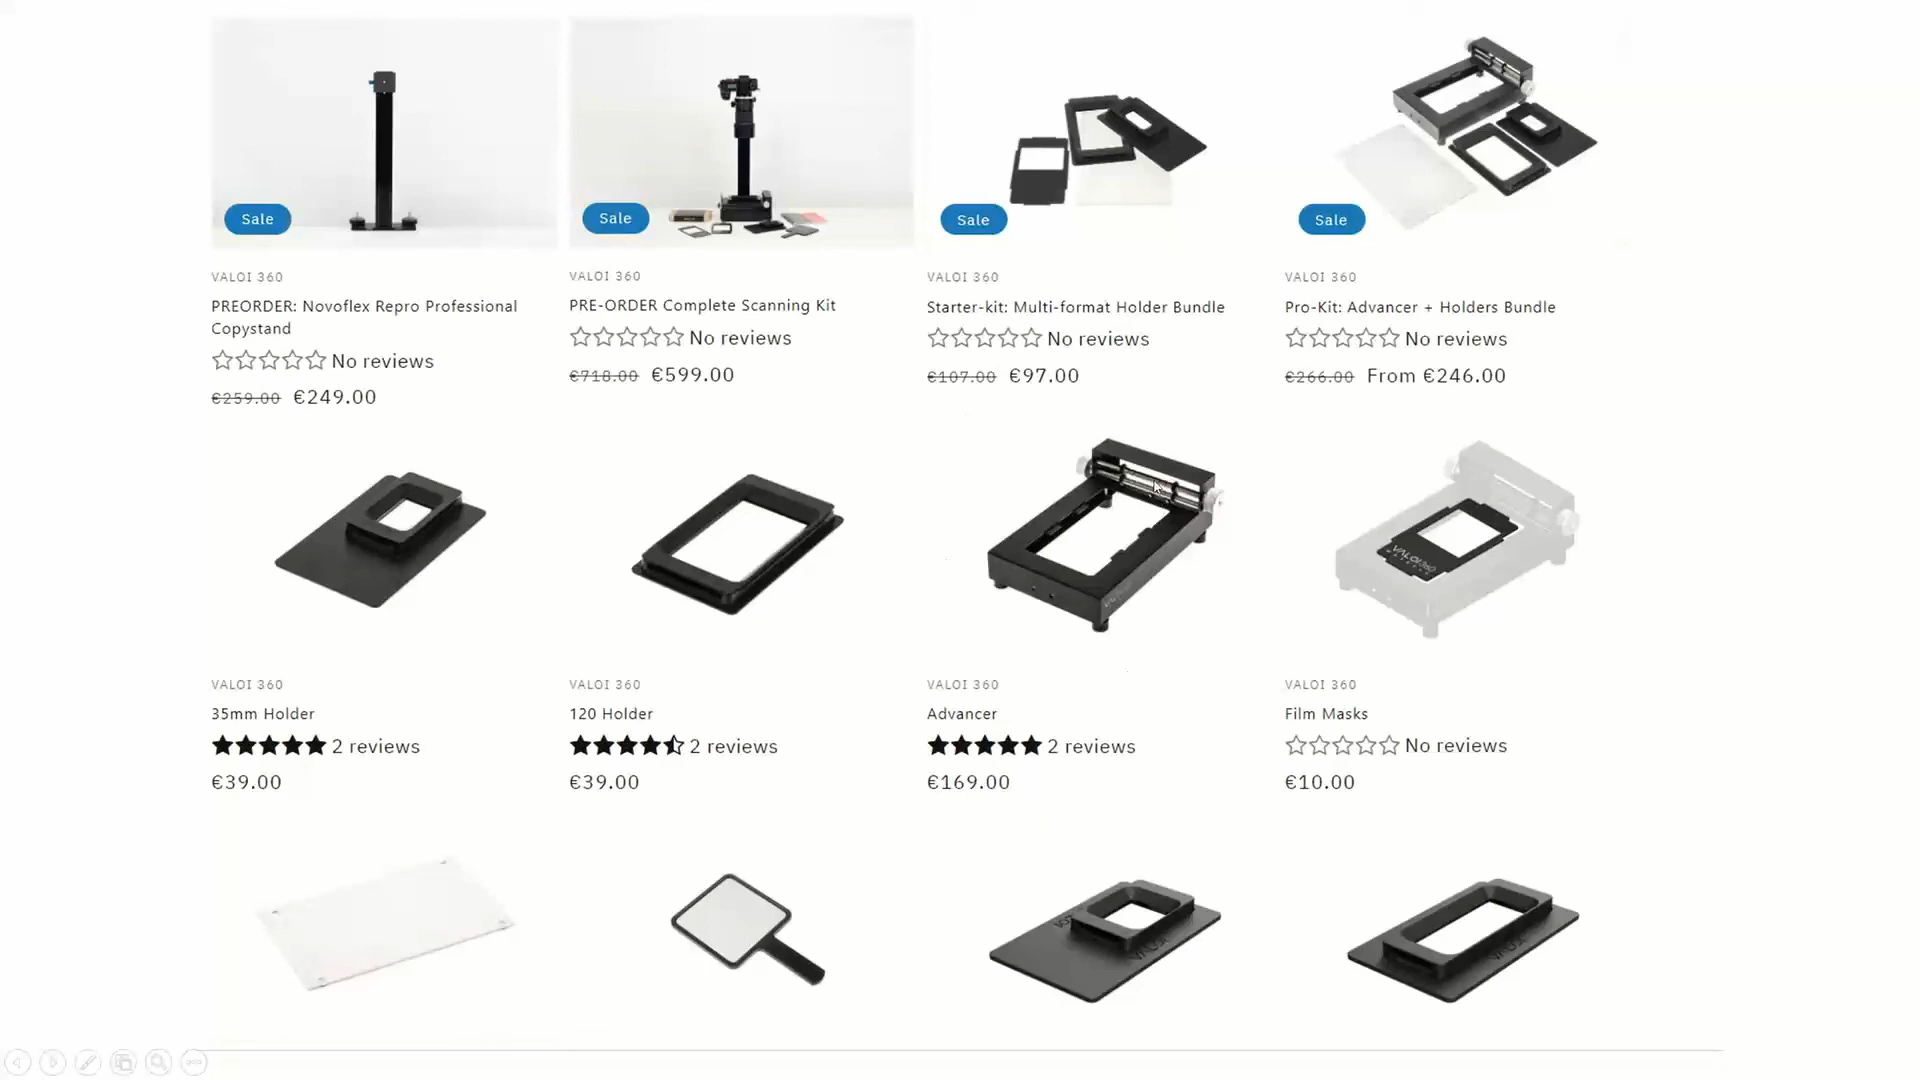 Sale
Sale
Sale
Sale
VALOI 360
VALOI 360
VALOI 360
VALOI 360
PREORDER: Novoflex Repro Professional
Copystand
PRE-ORDER Complete Scanning Kit
Starter-kit: Multi-format Holder Bundle
Pro-Kit: Advancer + Holders Bundle
No reviews
No reviews
No reviews
No reviews
€259.00 €249.00
€718.00 €599.00
€107.00 €97.00
€266.00 From €246.00
VALOI360
VALOI 360
VALOI 360
VALOI 360
VALOI 360
35mm Holder
120 Holder
Advancer
Film Masks
2 reviews
2 reviews
2 reviews
No reviews
€39.00
€39.00
€169.00
€10.00